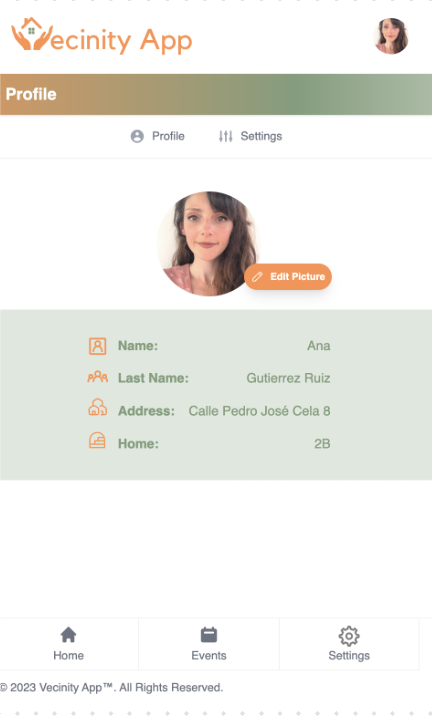 Vecinity App
Profile
Profile Settings
Edit Picture
Name: Ana
Last Name: Gutierrez Ruiz
Address: Calle Pedro José Cela 8
Home: 2B
Home Events Settings
© 2023 Vecinity App™. All Rights Reserved.